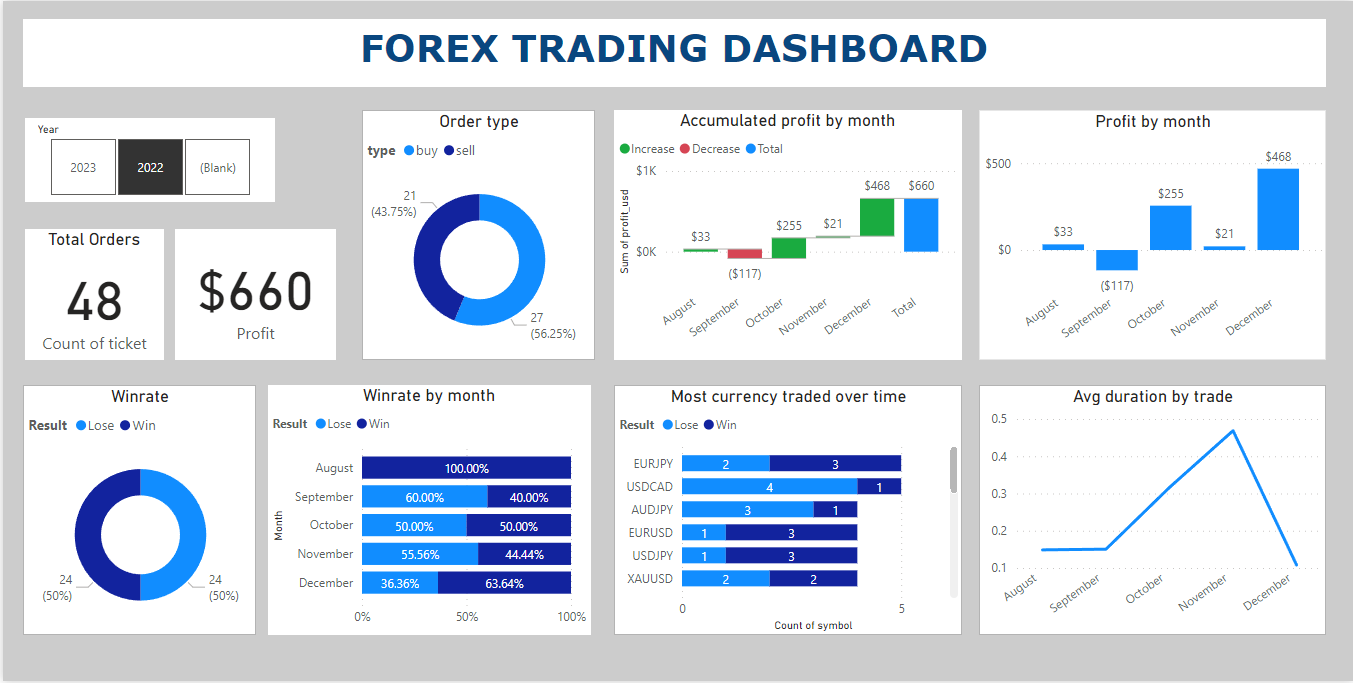 FOREX TRADING DASHBOARD
Year
2023
2022
(Blank)
Total Orders
48
Count of ticket
$660
Profit
Order type
type buy sell
21
(43.75%)
27
(56.25%)
Accumulated profit by month
Increase Decrease Total
Sum of profit_usd
$1K
$0K
$33
($117)
$255
$21
$468
$660
August
September
October
November
December
Total
Profit by month
$500
$0
$33
($117)
$255
$21
$468
August
September
October
November
December
Winrate
Result Lose Win
24
(50%)
24
(50%)
Winrate by month
Result Lose Win
Month
August 100.00%
September 60.00% 40.00%
October 50.00% 50.00%
November 55.56% 44.44%
December 36.36% 63.64%
0% 50% 100%
Most currency traded over time
Result Lose Win
EURJPY 2 3
USDCAD 4 1
AUDJPY 3 1
EURUSD 1 3
USDJPY 1 3
XAUUSD 2 2
0 5
Count of symbol
Avg duration by trade
0.5
0.4
0.3
0.2
0.1
August
September
October
November
December